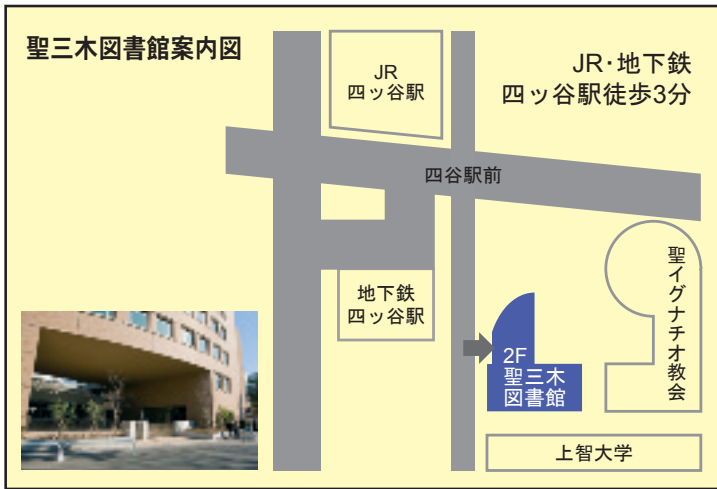 聖三木図書館案内図
JR
四ッ谷駅
JR･地下鉄
四ッ谷駅徒歩3分
四谷駅前
地下鉄
四ッ谷駅
聖イグナチオ教会
2F
聖三木
図書館
上智大学